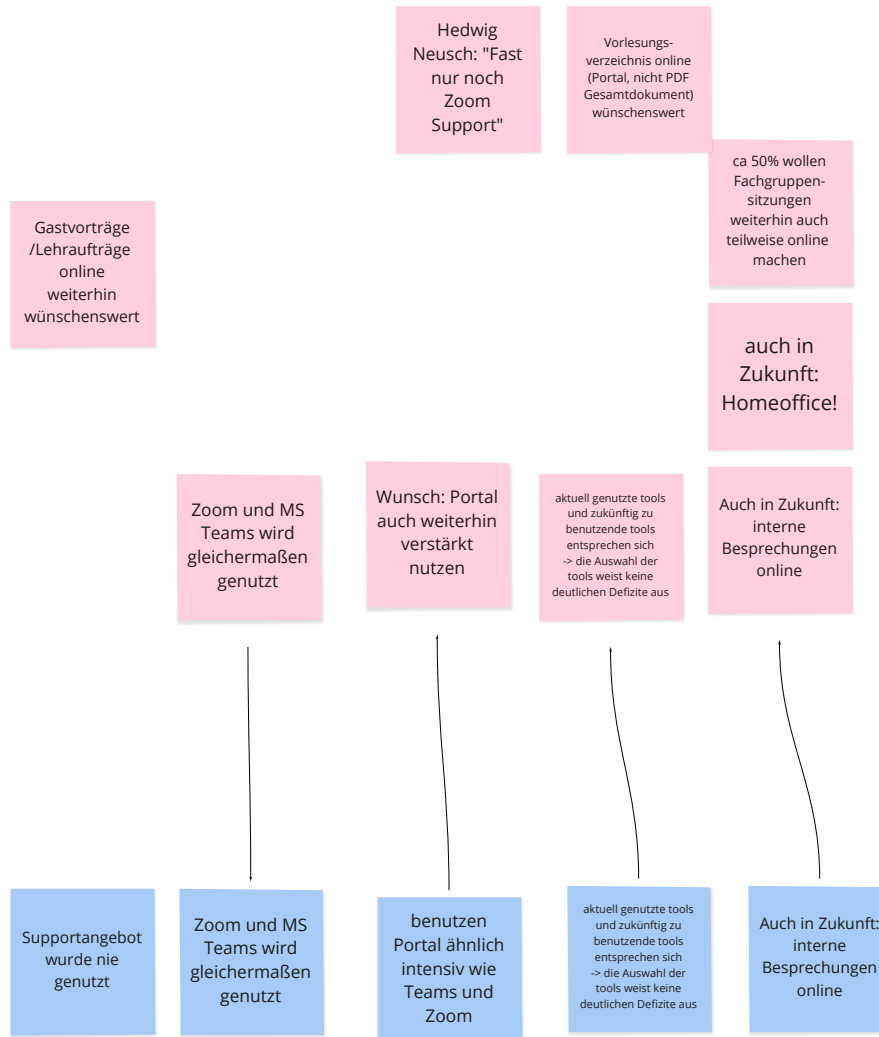 Hedwig
Neusch: "Fast
nur noch
Zoom
Support"
Vorlesungs-
verzeichnis online
(Portal, nicht PDF
Gesamtdokument)
wünschenswert
ca 50% wollen
Fachgruppen-
sitzungen
weiterhin auch
teilweise online
machen
Gastvorträge
/Lehraufträge
online
weiterhin
wünschenswert
auch in
Zukunft:
Homeoffice!
Zoom und MS
Teams wird
gleichermaßen
genutzt
Wunsch: Portal
auch weiterhin
verstärkt
nutzen
aktuell genutzte tools
und zukünftig zu
benutzende tools
entsprechen sich
-> die Auswahl der
tools weist keine
deutlichen Defizite aus
Auch in Zukunft:
interne
Besprechungen
online
Supportangebot
wurde nie
genutzt
Zoom und MS
Teams wird
gleichermaßen
genutzt
benutzen
Portal ähnlich
intensiv wie
Teams und
Zoom
aktuell genutzte tools
und zukünftig zu
benutzende tools
entsprechen sich
-> die Auswahl der
tools weist keine
deutlichen Defizite aus
Auch in Zukunft:
interne
Besprechungen
online